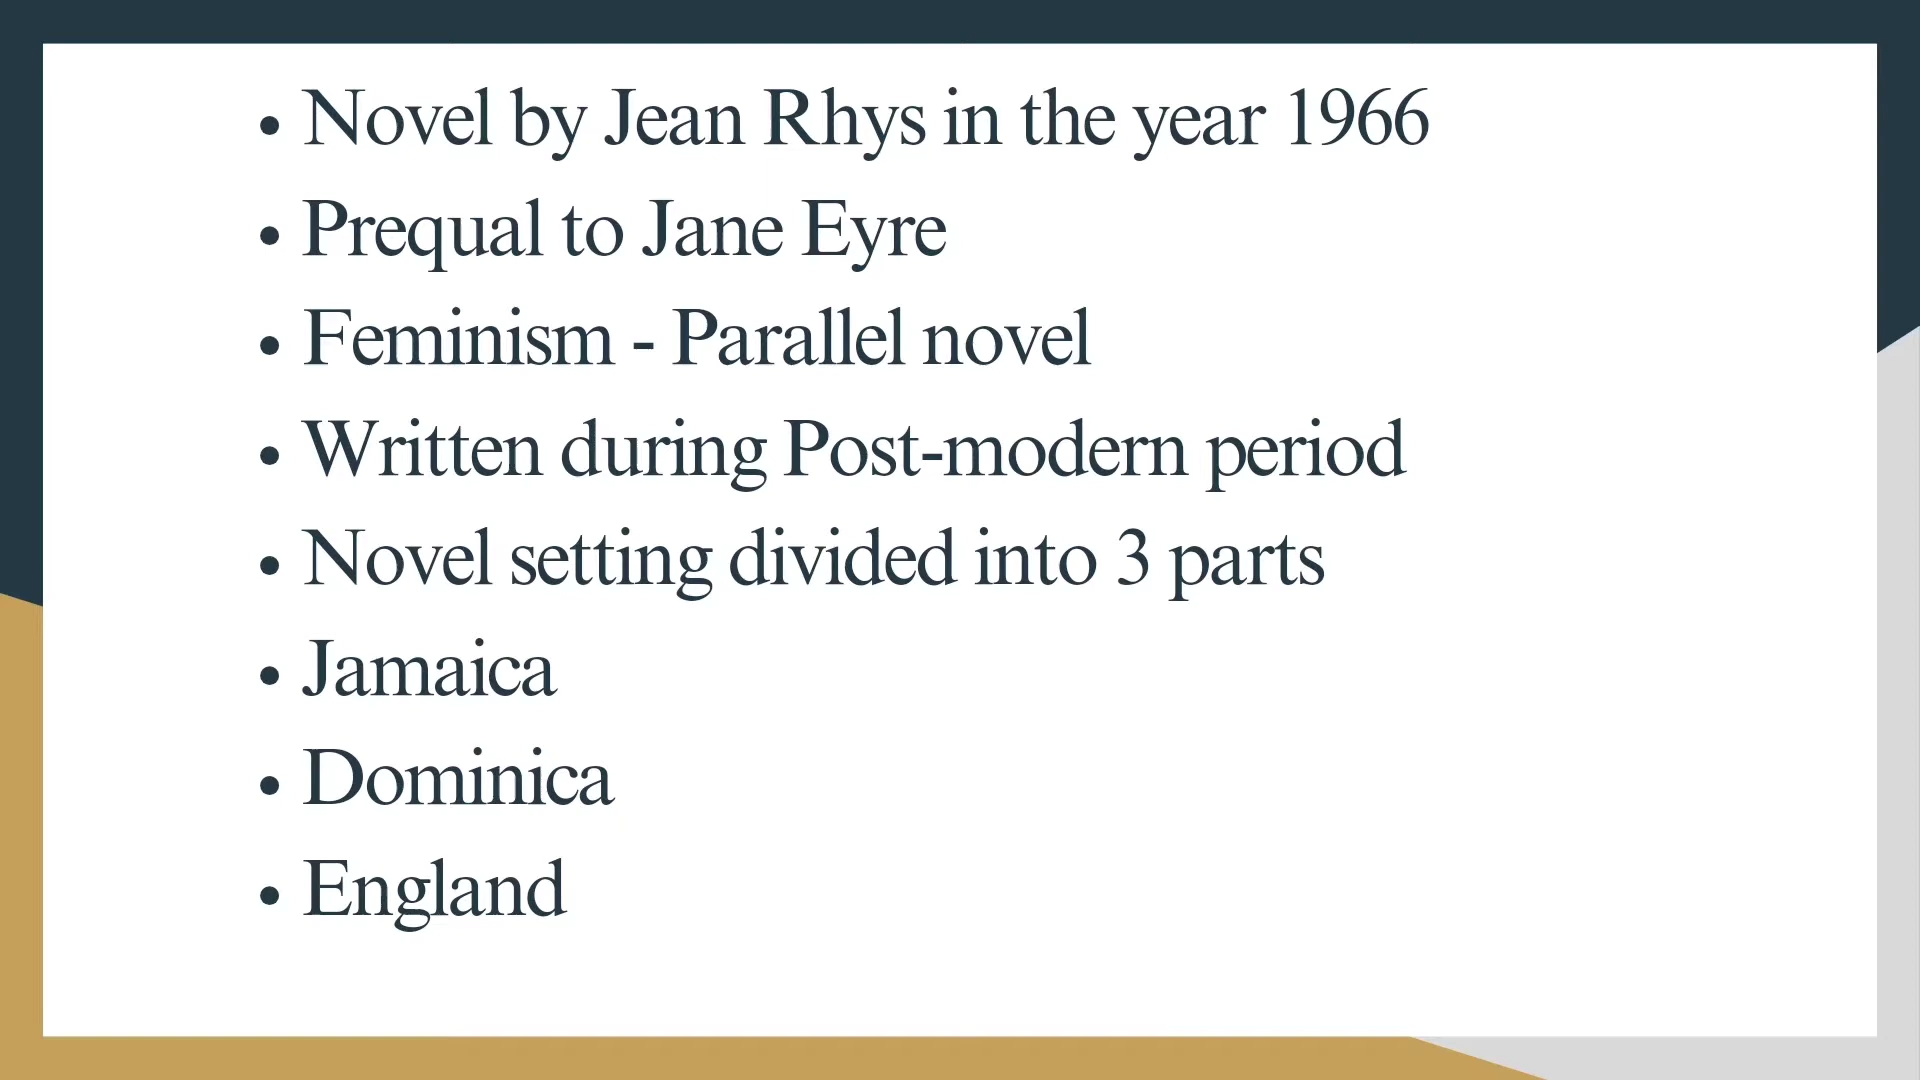 • Novel by Jean Rhys in the year 1966
• Prequal to Jane Eyre
• Feminism - Parallel novel
• Written during Post-modern period
• Novel setting divided into 3 parts
• Jamaica
• Dominica
• England